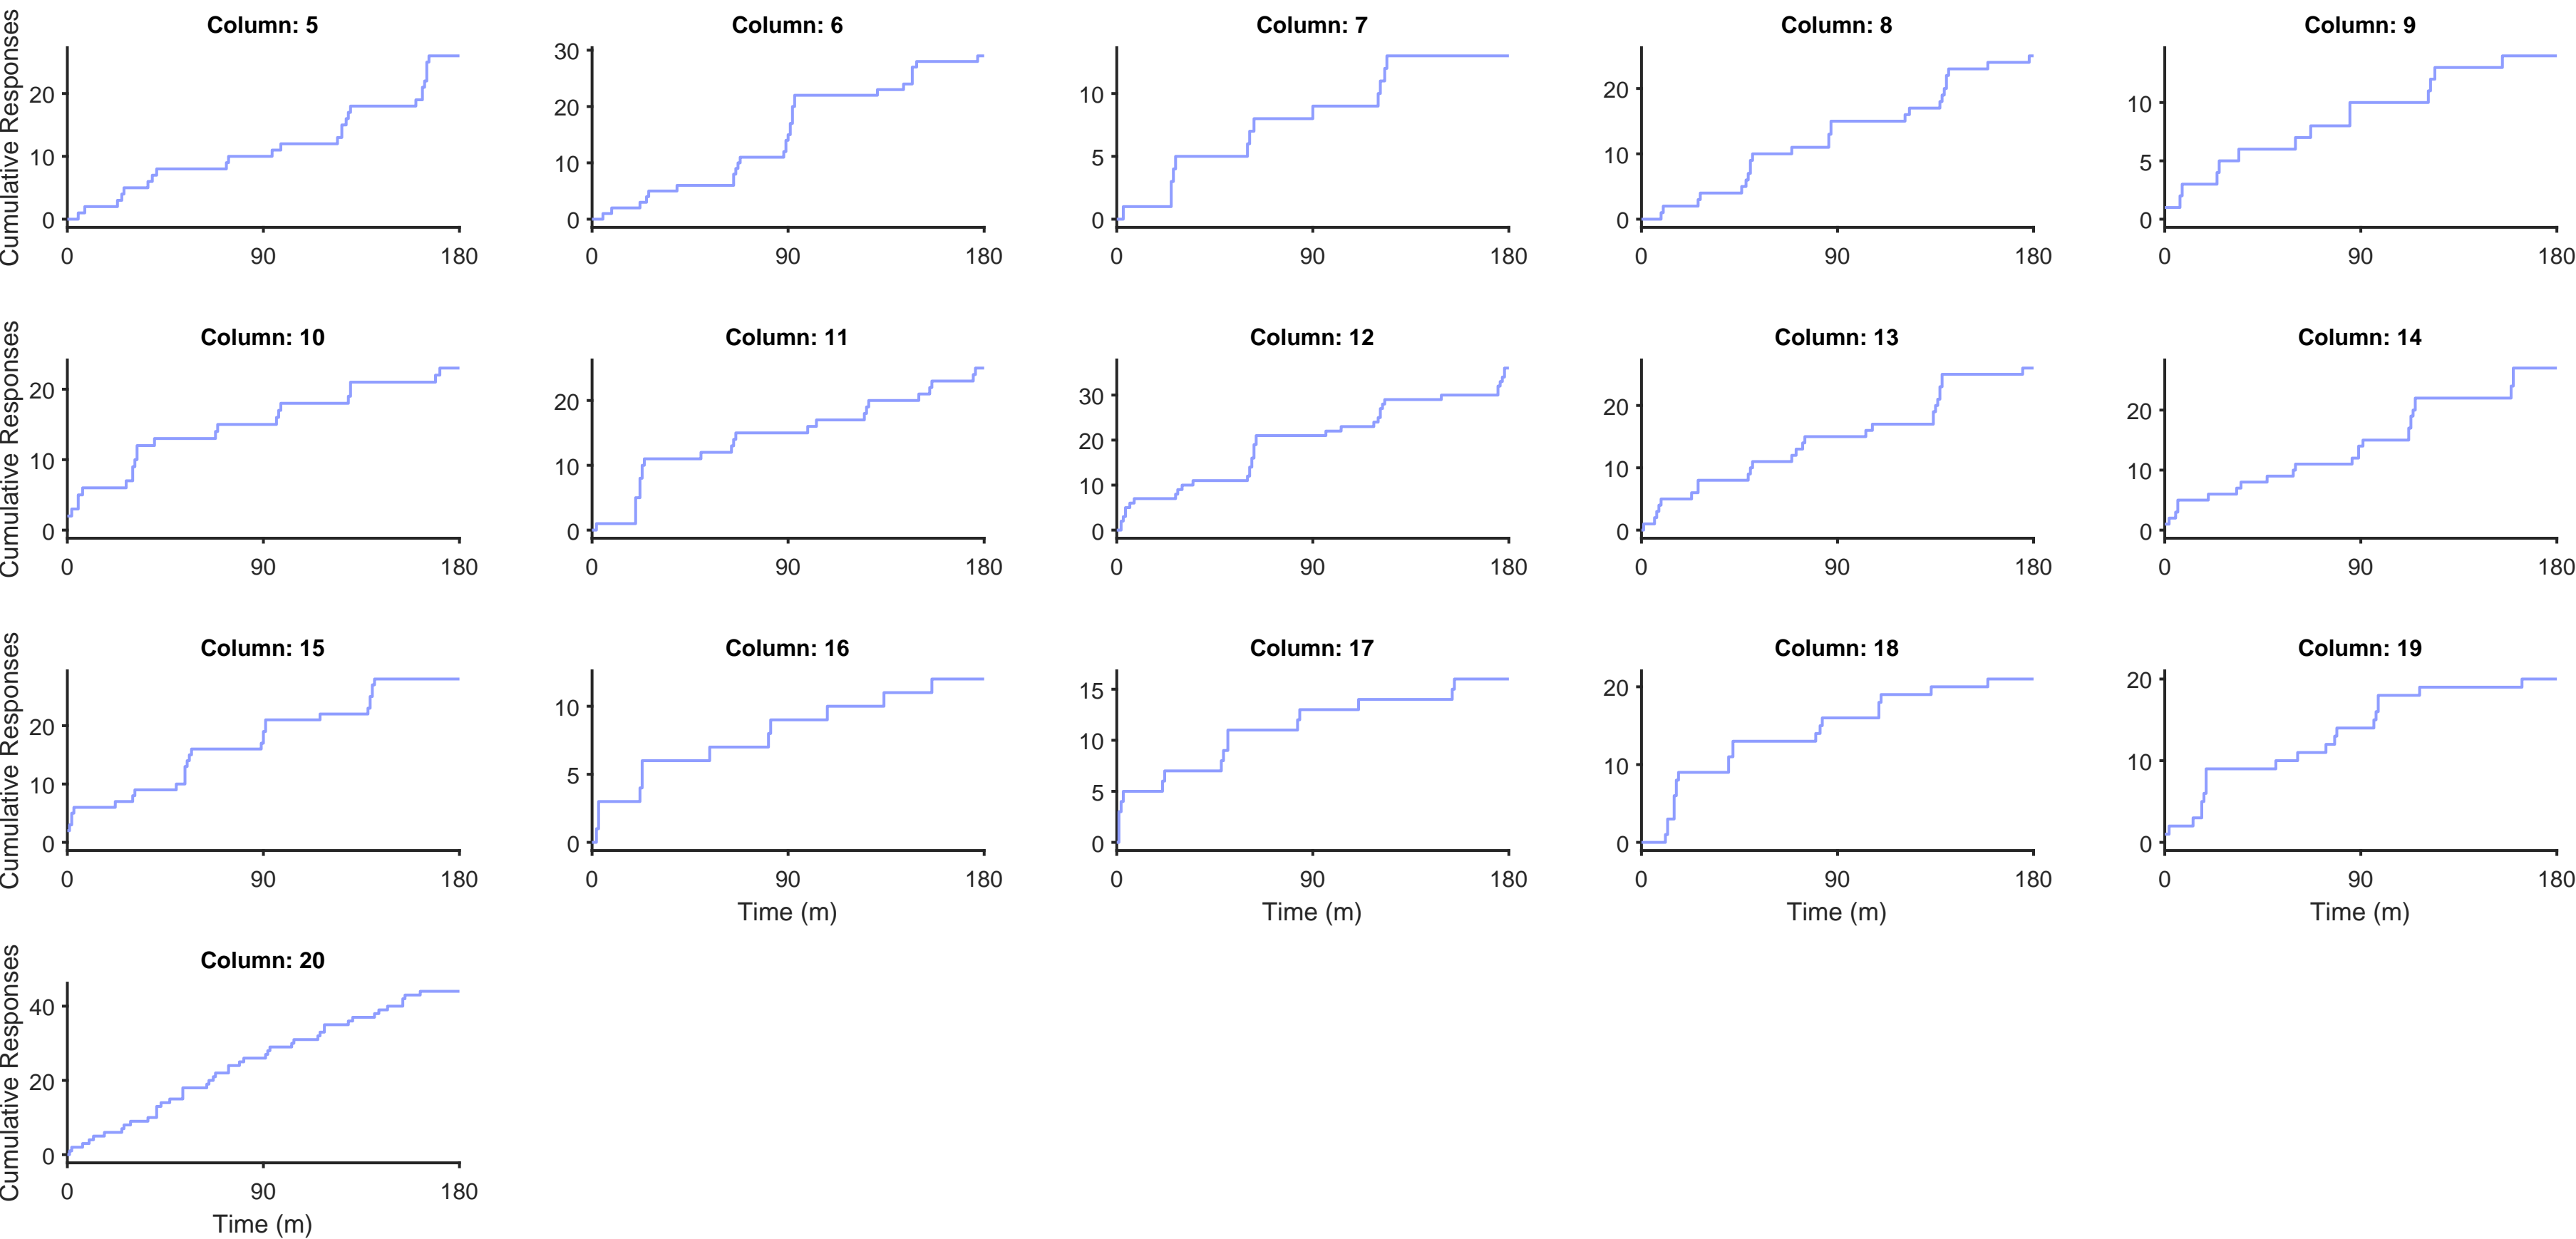 Column: 5
Cumulative Responses
20
10
0
0 90 180
Column: 6
30
20
10
0
0 90 180
Column: 7
10
5
0
0 90 180
Column: 8
20
10
0
0 90 180
Column: 9
10
5
0
0 90 180
Column: 10
Cumulative Responses
20
10
0
0 90 180
Column: 11
20
10
0
0 90 180
Column: 12
30
20
10
0
0 90 180
Column: 13
20
10
0
0 90 180
Column: 14
20
10
0
0 90 180
Column: 15
Cumulative Responses
20
10
0
0 90 180
Column: 16
10
5
0
0 90 180
Time (m)
Column: 17
15
10
5
0
0 90 180
Time (m)
Column: 18
20
10
0
0 90 180
Time (m)
Column: 19
20
10
0
0 90 180
Time (m)
Column: 20
Cumulative Responses
40
20
0
0 90 180
Time (m)